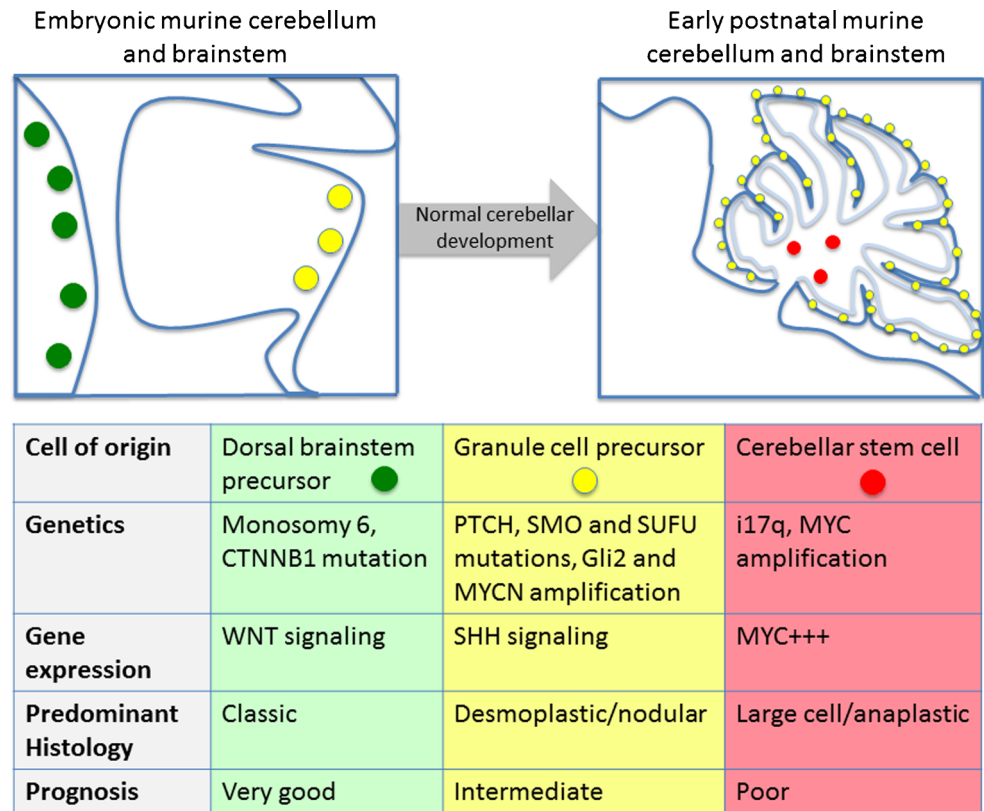 Embryonic murine cerebellum
and brainstem
Early postnatal murine
cerebellum and brainstem
Normal cerebellar
development
Cell of origin
Dorsal brainstem
precursor
Granule cell precursor
Cerebellar stem cell
Genetics
Monosomy 6,
CTNNB1 mutation
PTCH, SMO and SUFU
mutations, Gli2 and
MYCN amplification
i17q, MYC
amplification
Gene
expression
WNT signaling
SHH signaling
MYC+++
Predominant
Histology
Classic
Desmoplastic/nodular
Large cell/anaplastic
Prognosis
Very good
Intermediate
Poor